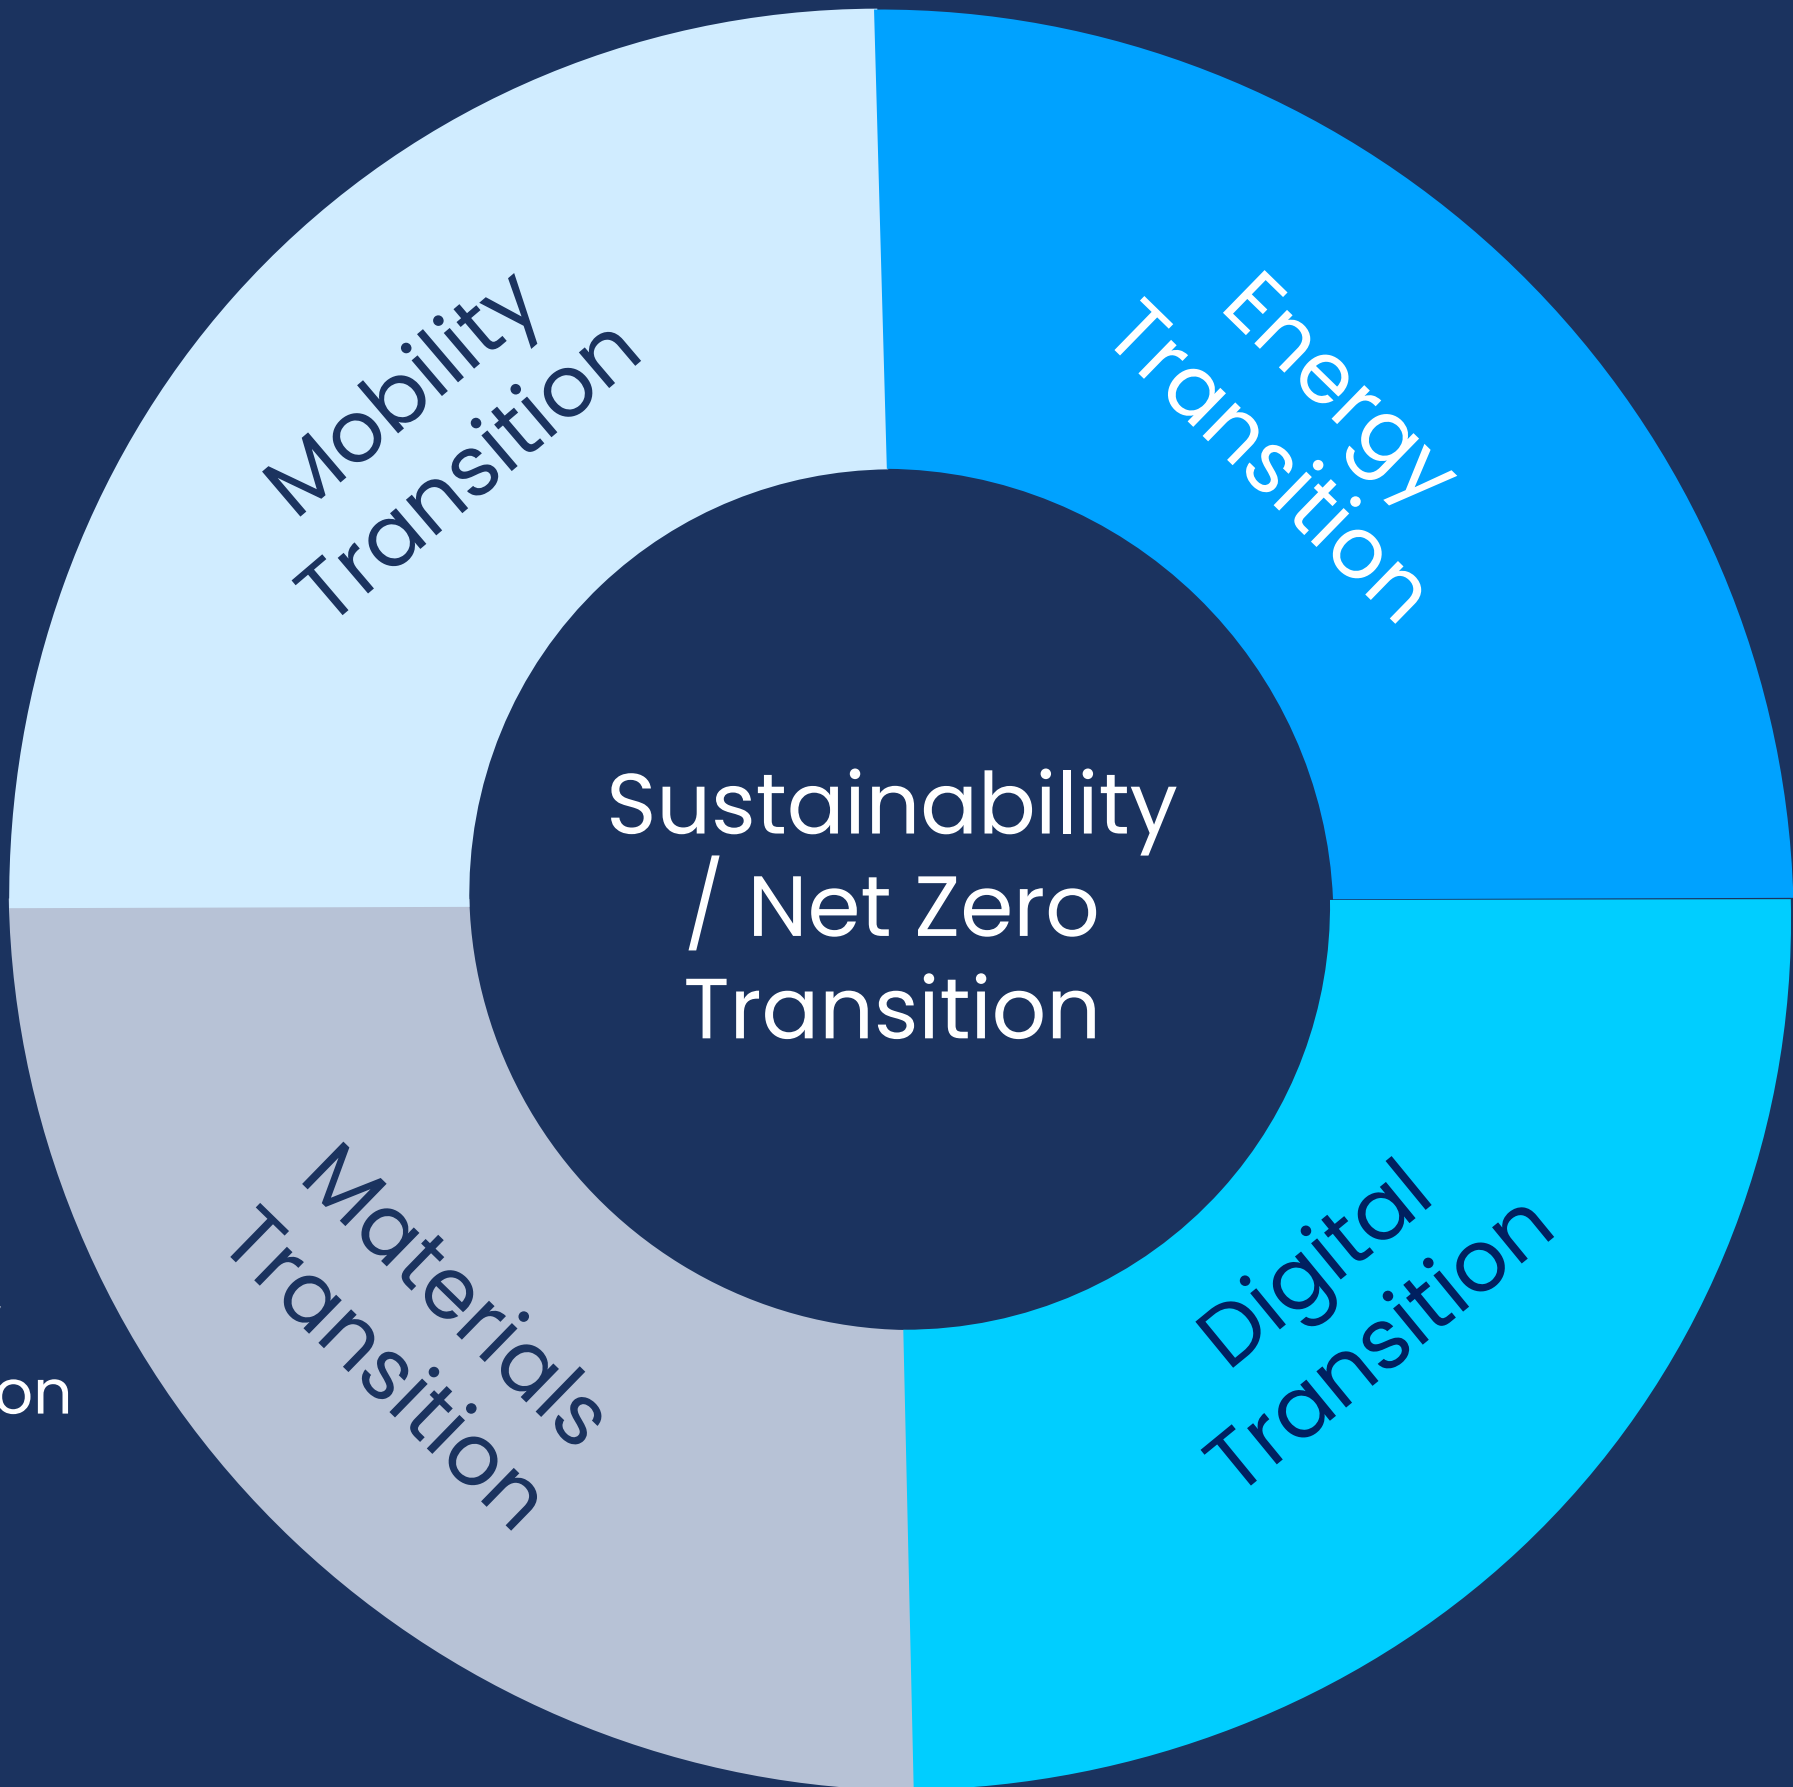 Mobility
Transition
Energy
Transition
Sustainability
/ Net Zero
Transition
Materials
Transition
Digital
Transition
on